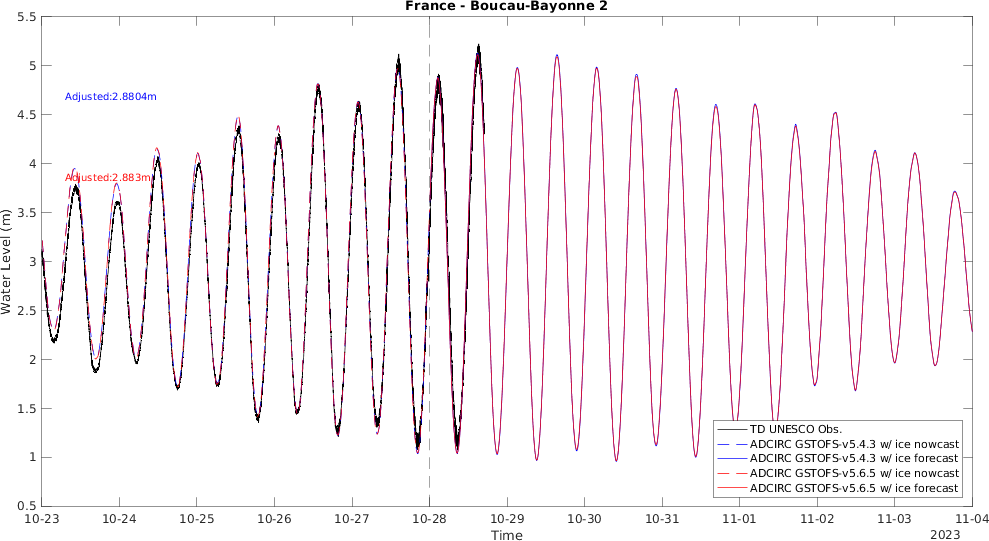 France - Boucau-Bayonne 2
5.5
5
4.5
4
3.5
3
2.5
2
1.5
1
0.5
Water Level (m)
Adjusted:2.8804m
Adjusted:2.883m
TD UNESCO Obs.
ADCIRC GSTOFS-v5.4.3 w/ ice nowcast
ADCIRC GSTOFS-v5.4.3 w/ ice forecast
ADCIRC GSTOFS-v5.6.5 w/ ice nowcast
ADCIRC GSTOFS-v5.6.5 w/ ice forecast
10-23 10-24 10-25 10-26 10-27 10-28 10-29 10-30 10-31 11-01 11-02 11-03 11-04
Time
2023